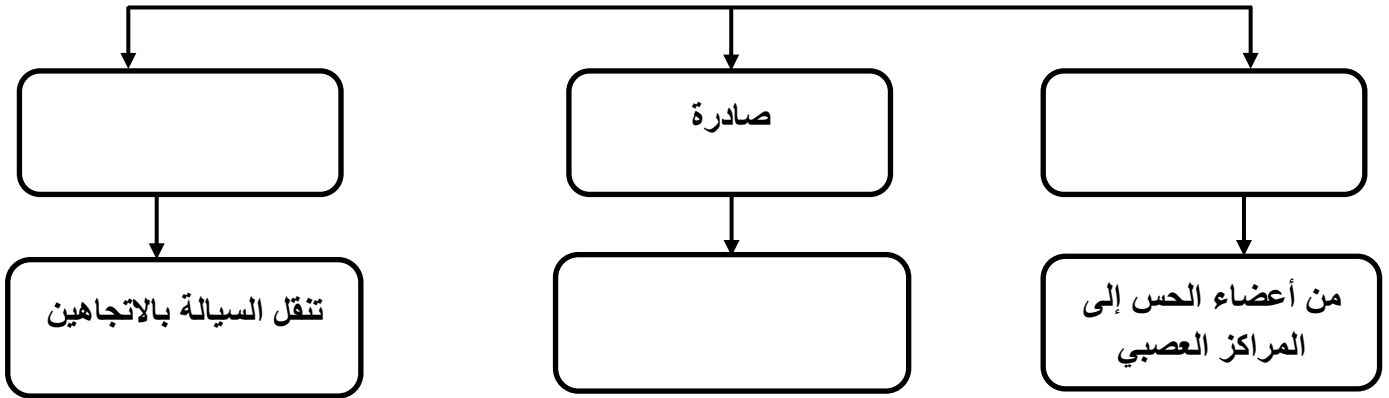 صادرة
من أعضاء الحس إلى
المراكز العصبي
تنقل السيالة بالاتجاهين